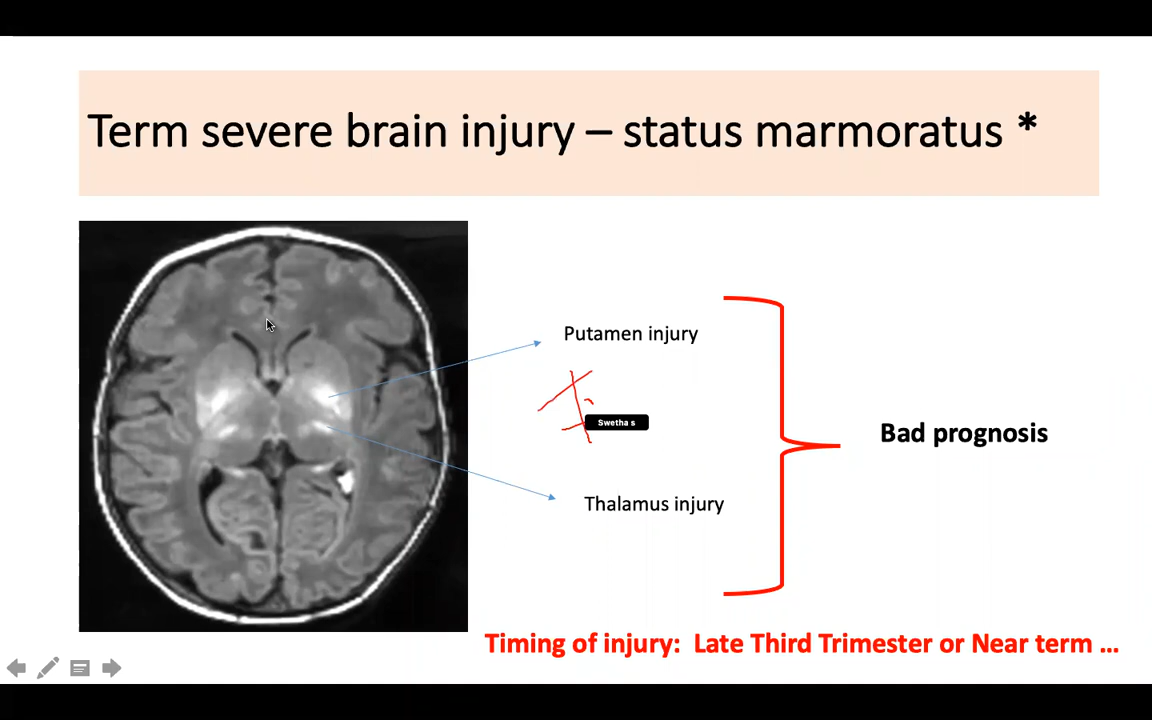 Term severe brain injury – status marmoratus *
Putamen injury
Swetha s
Bad prognosis
Thalamus injury
Timing of injury: Late Third Trimester or Near term ...